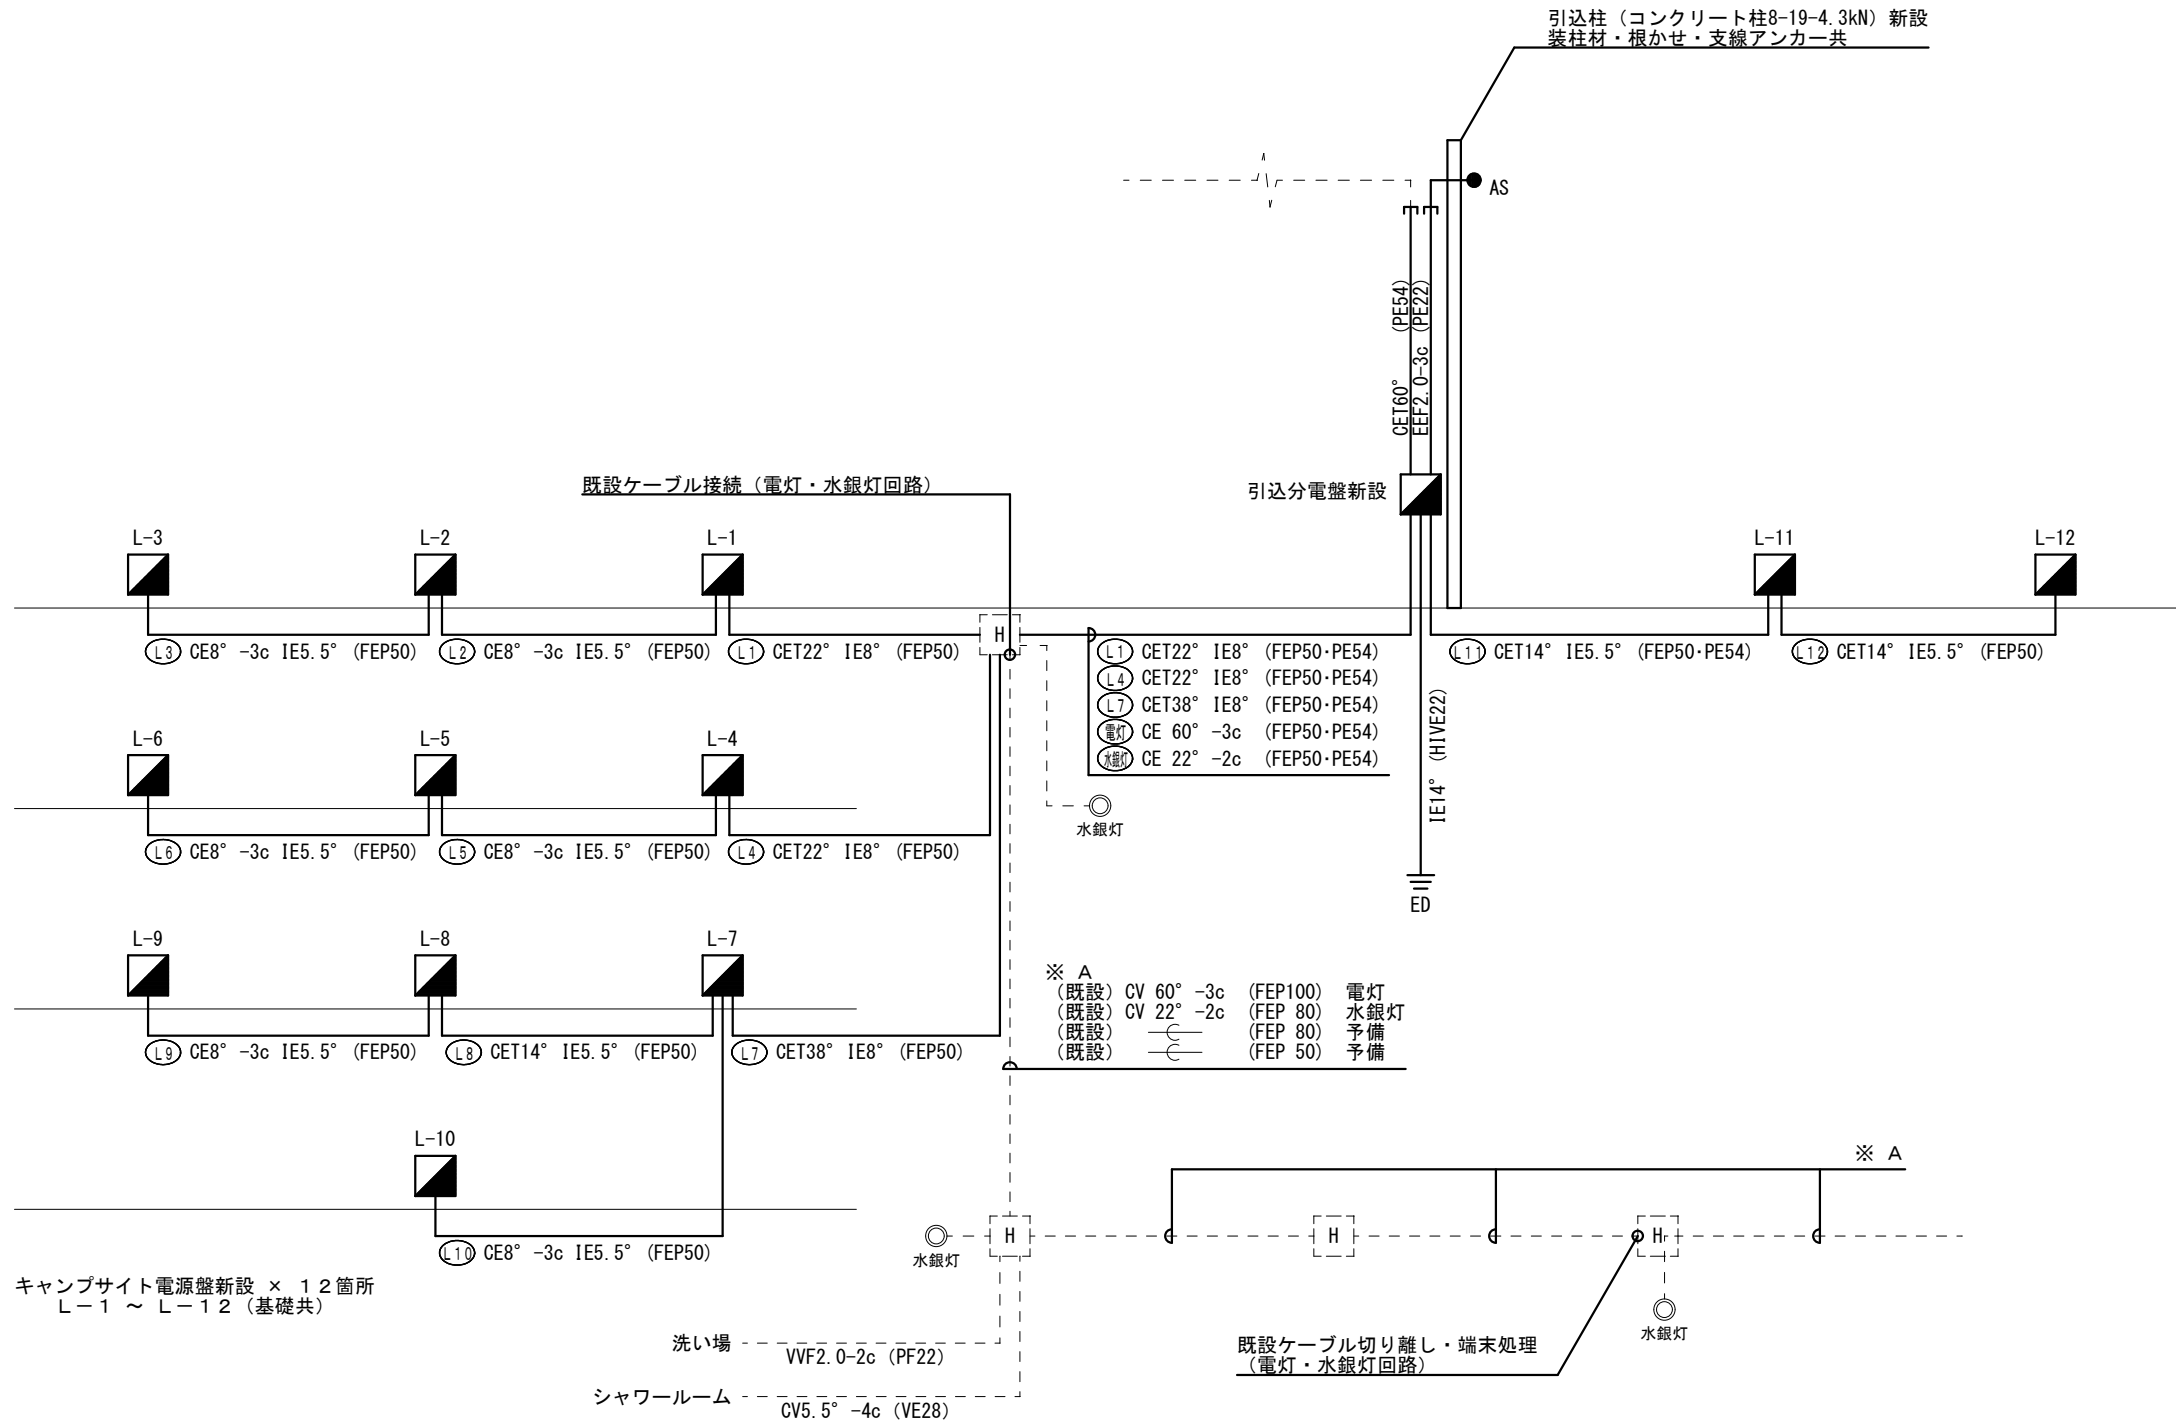 引込柱（コンクリート柱8-19-4.3kN）新設
装柱材・根かせ・支線アンカー共
AS
CET60° (PE54)
EEF2.0-3c (PE22)
既設ケーブル接続（電灯・水銀灯回路）
引込分電盤新設
L-3
L-2
L-1
L-11
L-12
H
L3 CE8° -3c IE5.5° (FEP50)
L2 CE8° -3c IE5.5° (FEP50)
L1 CET22° IE8° (FEP50)
L1 CET22° IE8° (FEP50･PE54)
L4 CET22° IE8° (FEP50･PE54)
L7 CET38° IE8° (FEP50･PE54)
電灯 CE 60° -3c (FEP50･PE54)
水銀灯 CE 22° -2c (FEP50･PE54)
L11 CET14° IE5.5° (FEP50･PE54)
L12 CET14° IE5.5° (FEP50)
IE14° (HIVE22)
ED
水銀灯
L-6
L-5
L-4
L6 CE8° -3c IE5.5° (FEP50)
L5 CE8° -3c IE5.5° (FEP50)
L4 CET22° IE8° (FEP50)
L-9
L-8
L-7
L9 CE8° -3c IE5.5° (FEP50)
L8 CET14° IE5.5° (FEP50)
L7 CET38° IE8° (FEP50)
※ A
（既設）CV 60° -3c (FEP100) 電灯
（既設）CV 22° -2c (FEP 80) 水銀灯
（既設） (FEP 80) 予備
（既設） (FEP 50) 予備
L-10
L10 CE8° -3c IE5.5° (FEP50)
※ A
水銀灯
H
H
H
水銀灯
キャンプサイト電源盤新設 × １２箇所
Ｌ－１ ～ Ｌ－１２（基礎共）
洗い場
VVF2.0-2c (PF22)
シャワールーム
CV5.5° -4c (VE28)
既設ケーブル切り離し・端末処理
（電灯・水銀灯回路）